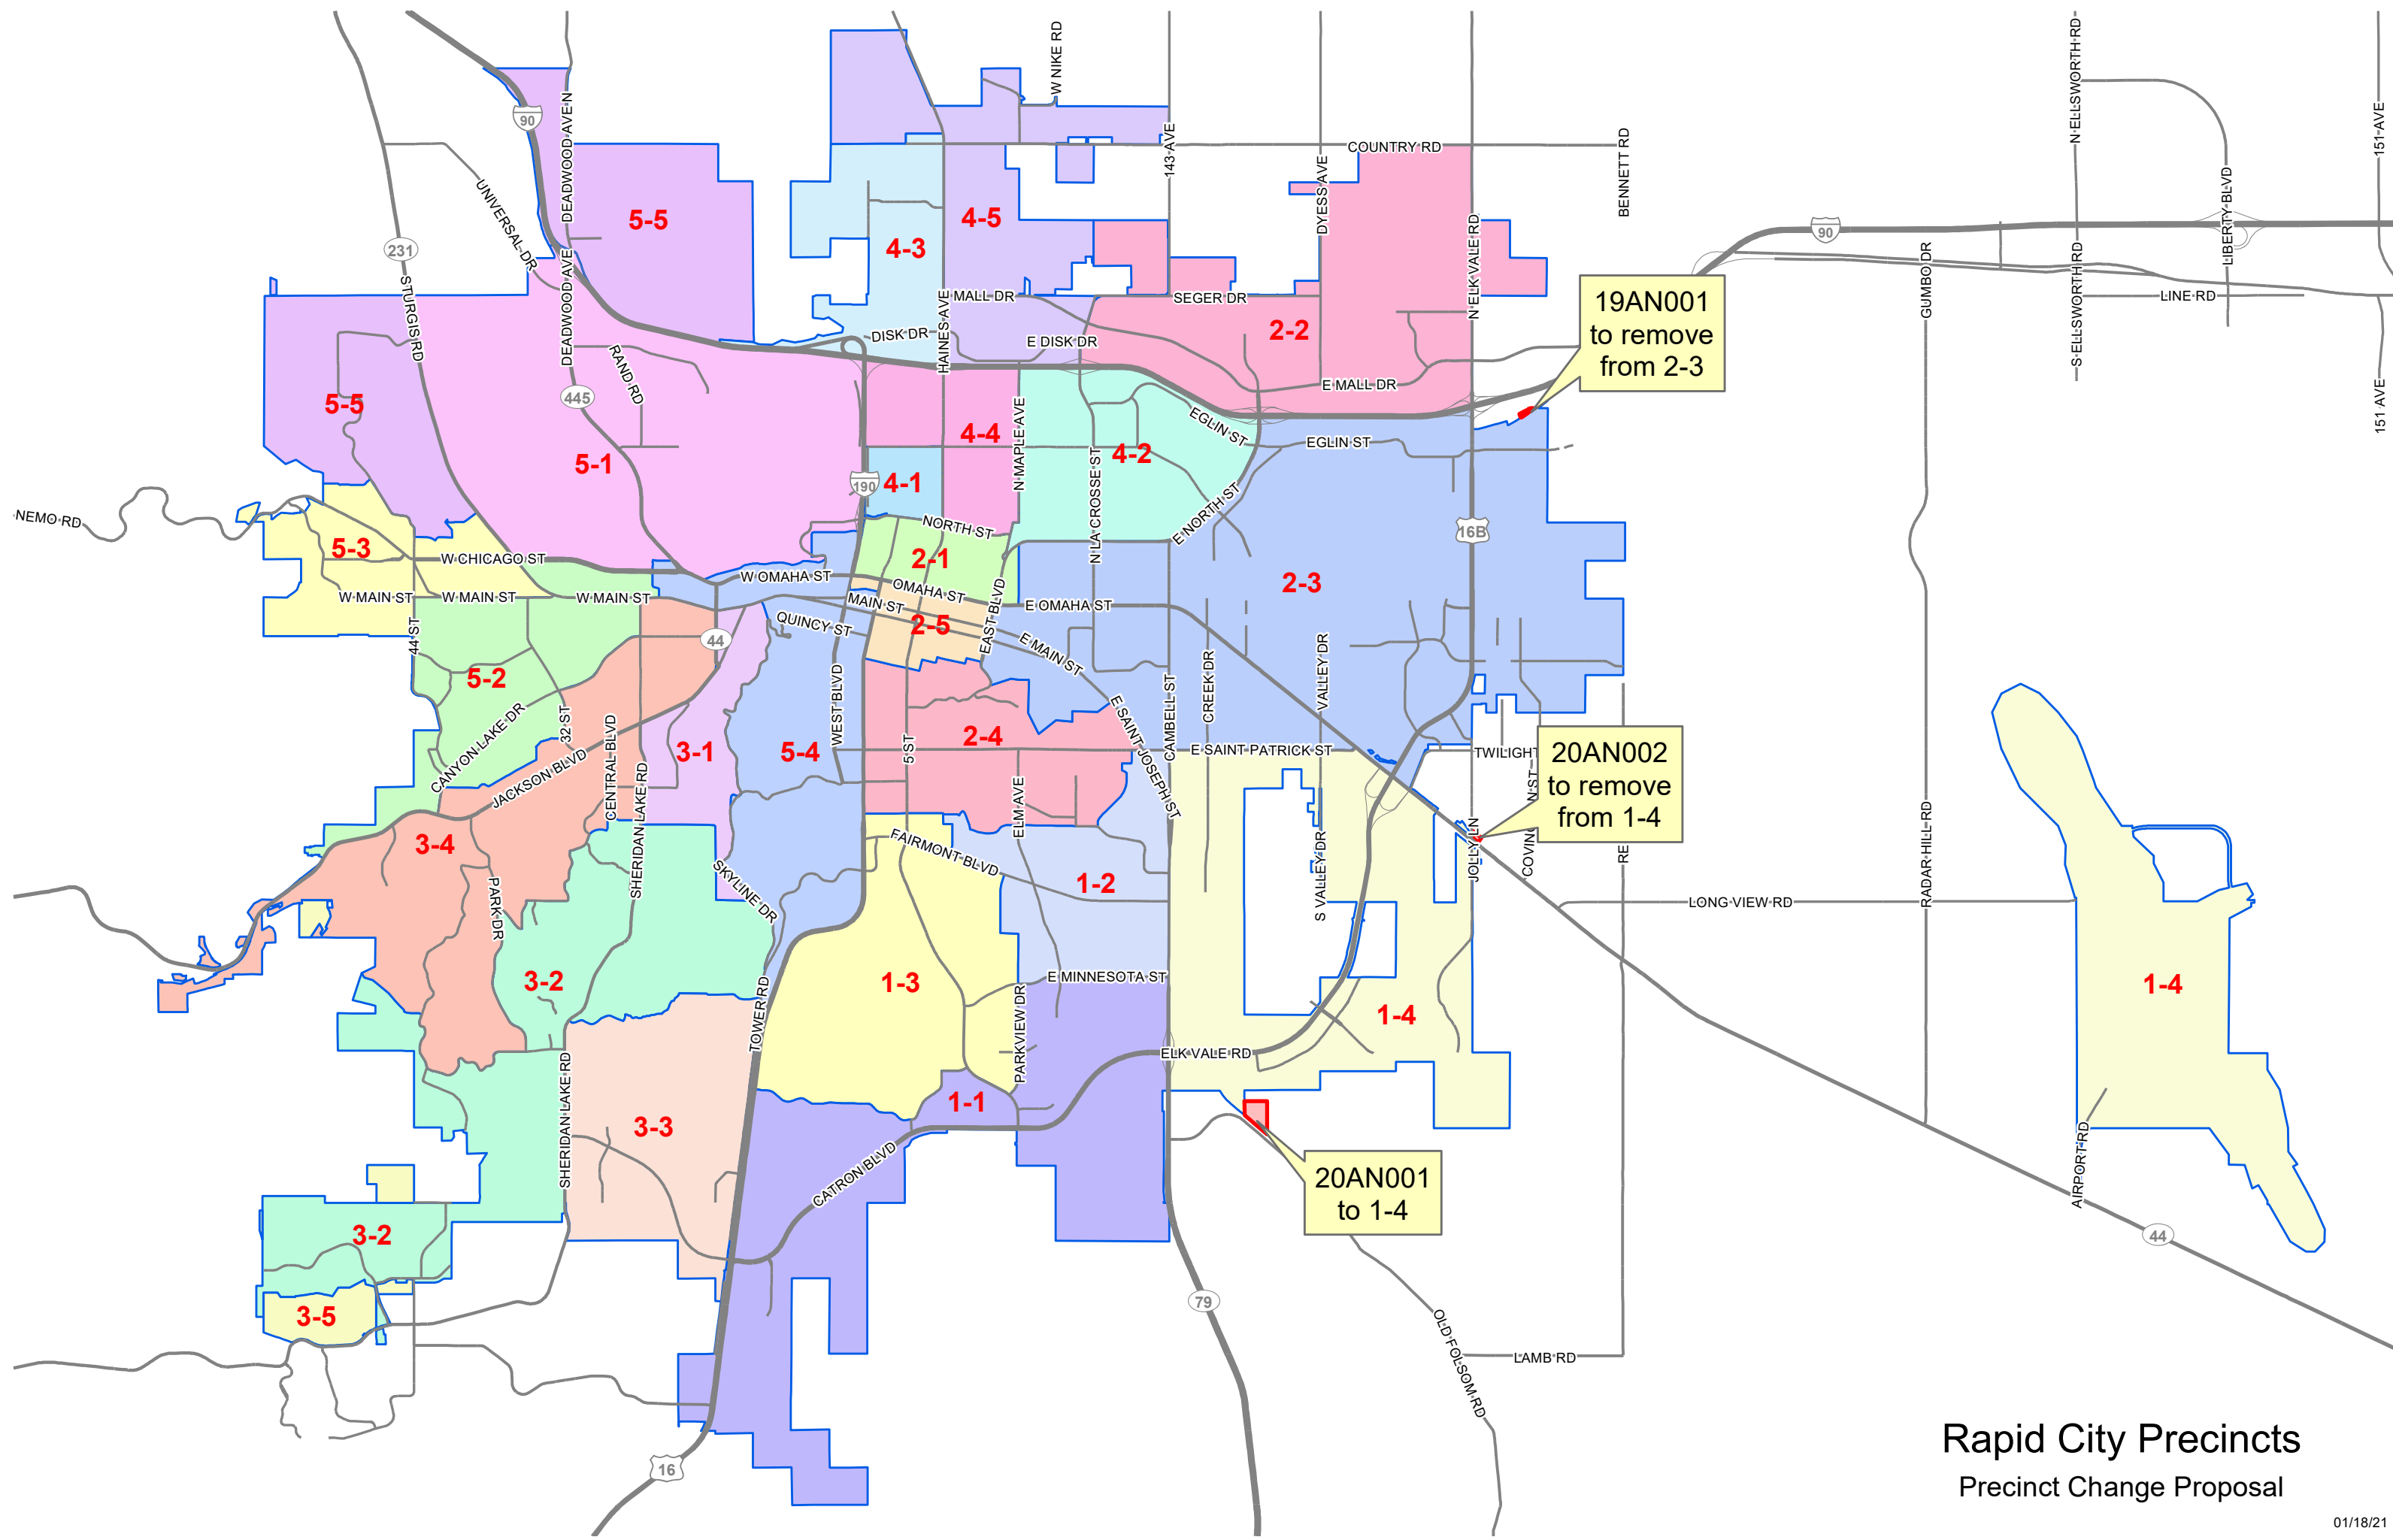 W NIKE RD
N ELLSWORTH RD
151 AVE
90
DEADWOOD AVE N
143 AVE
COUNTRY RD
BENNETT RD
DYESS AVE
LIBERTY BLVD
UNIVERSAL DR
5-5
4-5
4-3
N ELK VALE RD
90
231
S ELLSWORTH RD
GUMBO DR
STURGIS RD
DEADWOOD AVE
HAINES AVE
MALL DR
SEGER DR
LINE RD
19AN001
to remove
from 2-3
DISK DR
E DISK DR
2-2
RAND RD
E MALL DR
445
5-5
N MAPLE AVE
151 AVE
4-4
EGLIN ST
EGLIN ST
4-2
5-1
190
4-1
N LA CROSSE ST
E NORTH ST
NEMO RD
NORTH ST
16B
5-3
W CHICAGO ST
2-1
W OMAHA ST
2-3
W MAIN ST
W MAIN ST
W MAIN ST
OMAHA ST
MAIN ST
E OMAHA ST
QUINCY ST
2-5
EAST BLVD
44 ST
44
E MAIN ST
5-2
WEST BLVD
CREEK DR
VALLEY DR
CAMBELL ST
E SAINT JOSEPH ST
CANYON LAKE DR
32 ST
CENTRAL BLVD
3-1
5-4
5 ST
2-4
E SAINT PATRICK ST
TWILIGHT
20AN002
to remove
from 1-4
JACKSON BLVD
SHERIDAN LAKE RD
ELM AVE
N ST
COVIN
3-4
FAIRMONT BLVD
S VALLEY DR
JOLLY LN
RE
RADAR HILL RD
SKYLINE DR
1-2
PARK DR
LONG VIEW RD
3-2
1-3
E MINNESOTA ST
1-4
1-4
TOWER RD
PARKVIEW DR
ELK VALE RD
SHERIDAN LAKE RD
1-1
3-3
20AN001
to 1-4
AIRPORT RD
CATRON BLVD
3-2
44
3-5
79
OLD FOLSOM RD
LAMB RD
16
Rapid City Precincts
Precinct Change Proposal
01/18/21